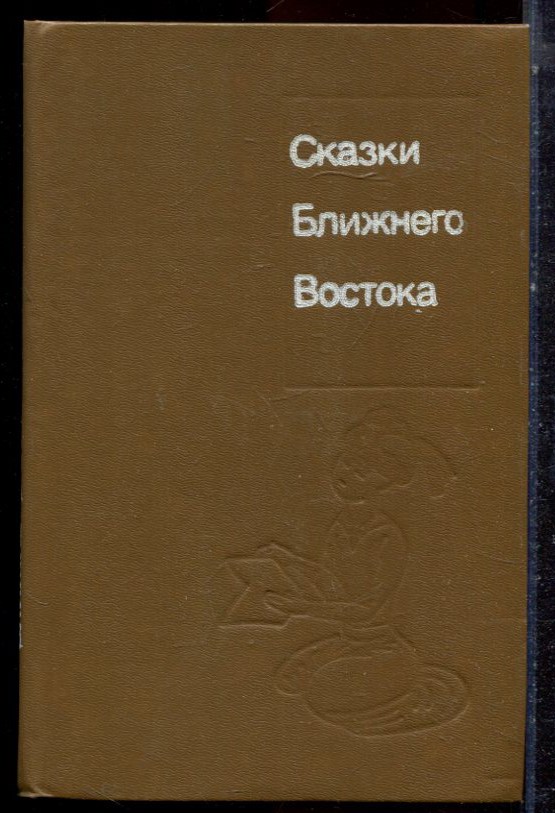 Сказки
Ближнего
Востока